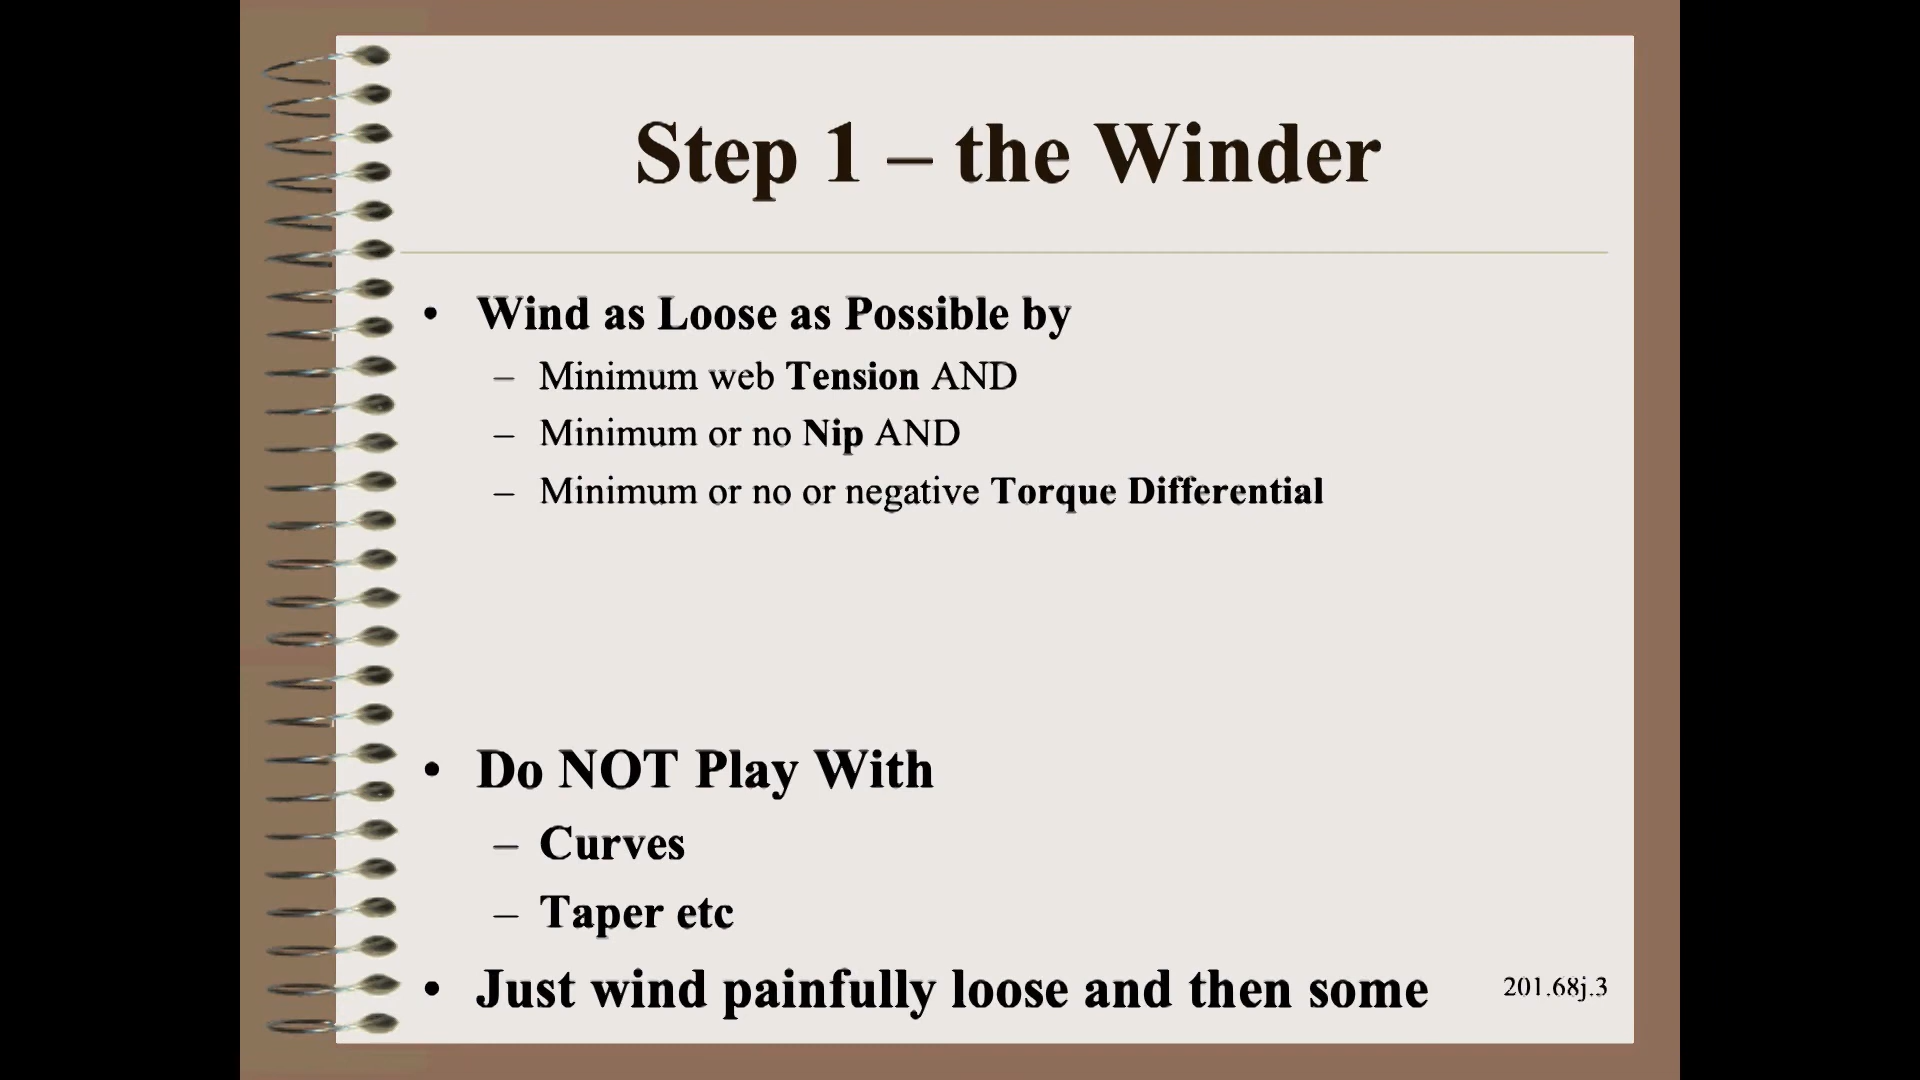 Step 1 – the Winder
• Wind as Loose as Possible by
– Minimum web Tension AND
– Minimum or no Nip AND
– Minimum or no or negative Torque Differential
• Do NOT Play With
– Curves
– Taper etc
• Just wind painfully loose and then some
201.68j.3